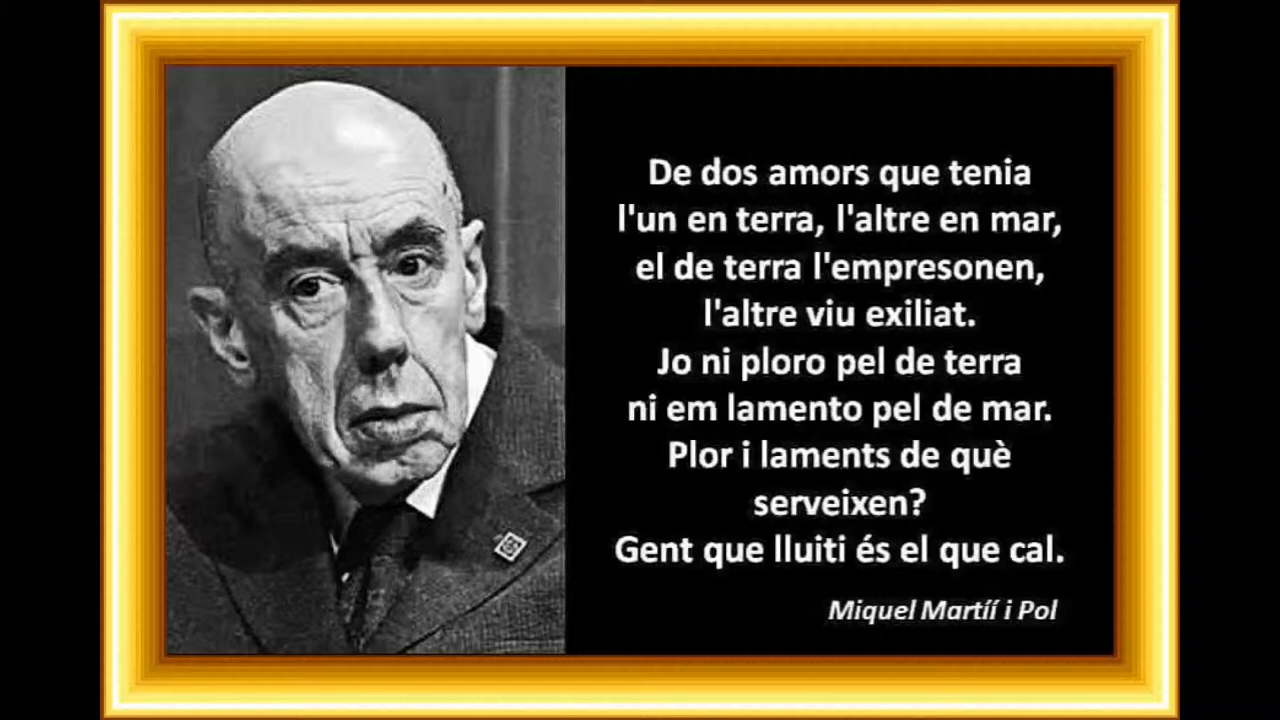 De dos amors que tenia
l'un en terra, l'altre en mar,
el de terra l'empresonen,
l'altre viu exiliat.
Jo ni ploro pel de terra
ni em lamento pel de mar.
Plor i laments de què
serveixen?
Gent que lluiti és el que cal.
Miquel Martíí i Pol